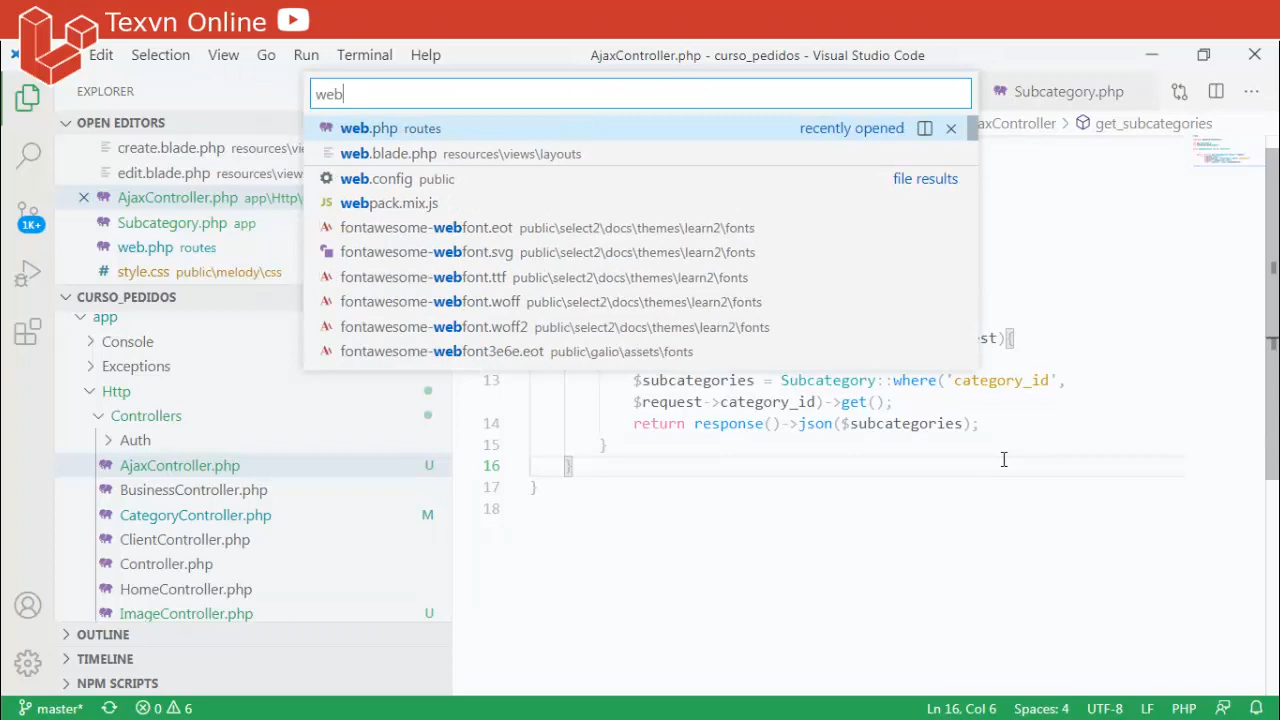 Texvn Online
Edit Selection View Go Run Terminal Help
AjaxController.php - curso_pedidos - Visual Studio Code
EXPLORER
web
Subcategory.php
OPEN EDITORS
web.php routes
recently opened
axController > get_subcategories
create.blade.php resources\vie
web.blade.php resources\views\layouts
edit.blade.php resources\view
web.config public
file results
AjaxController.php app\Http\
webpack.mix.js
Subcategory.php app
fontawesome-webfont.eot public\select2\docs\themes\learn2\fonts
1K+
web.php routes
fontawesome-webfont.svg public\select2\docs\themes\learn2\fonts
style.css public\melody\css
fontawesome-webfont.ttf public\select2\docs\themes\learn2\fonts
CURSO_PEDIDOS
fontawesome-webfont.woff public\select2\docs\themes\learn2\fonts
app
fontawesome-webfont.woff2 public\select2\docs\themes\learn2\fonts
Console
fontawesome-webfont3e6e.eot public\galio\assets\fonts
est){
Exceptions
13 $subcategories = Subcategory::where('category_id',
Http
$request->category_id)->get();
Controllers
14 return response()->json($subcategories);
Auth
15 }
AjaxController.php U
16 }
BusinessController.php
17 }
CategoryController.php M
18
ClientController.php
Controller.php
HomeController.php
ImageController.php U
OUTLINE
TIMELINE
NPM SCRIPTS
master* 0 6
Ln 16, Col 6 Spaces: 4 UTF-8 LF PHP